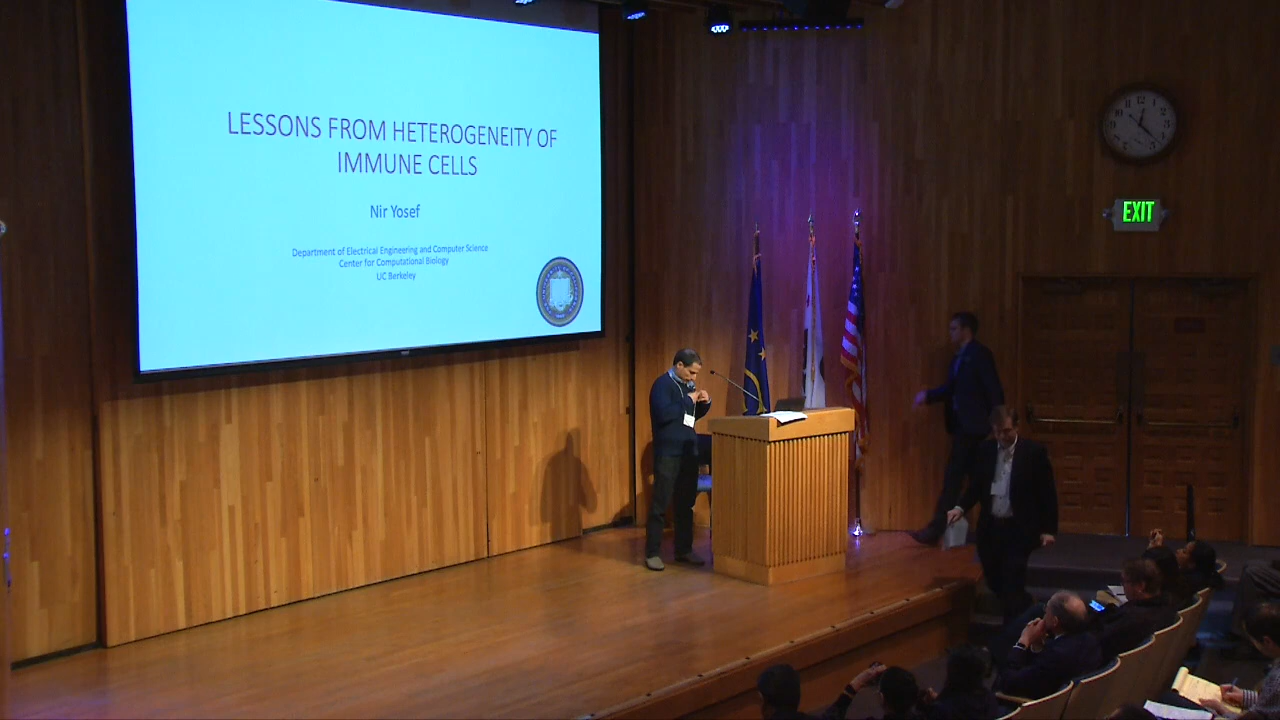 LESSONS FROM HETEROGENEITY OF
IMMUNE CELLS
Nir Yosef
Department of Electrical Engineering and Computer Science
Center for Computational Biology
UC Berkeley
EXIT